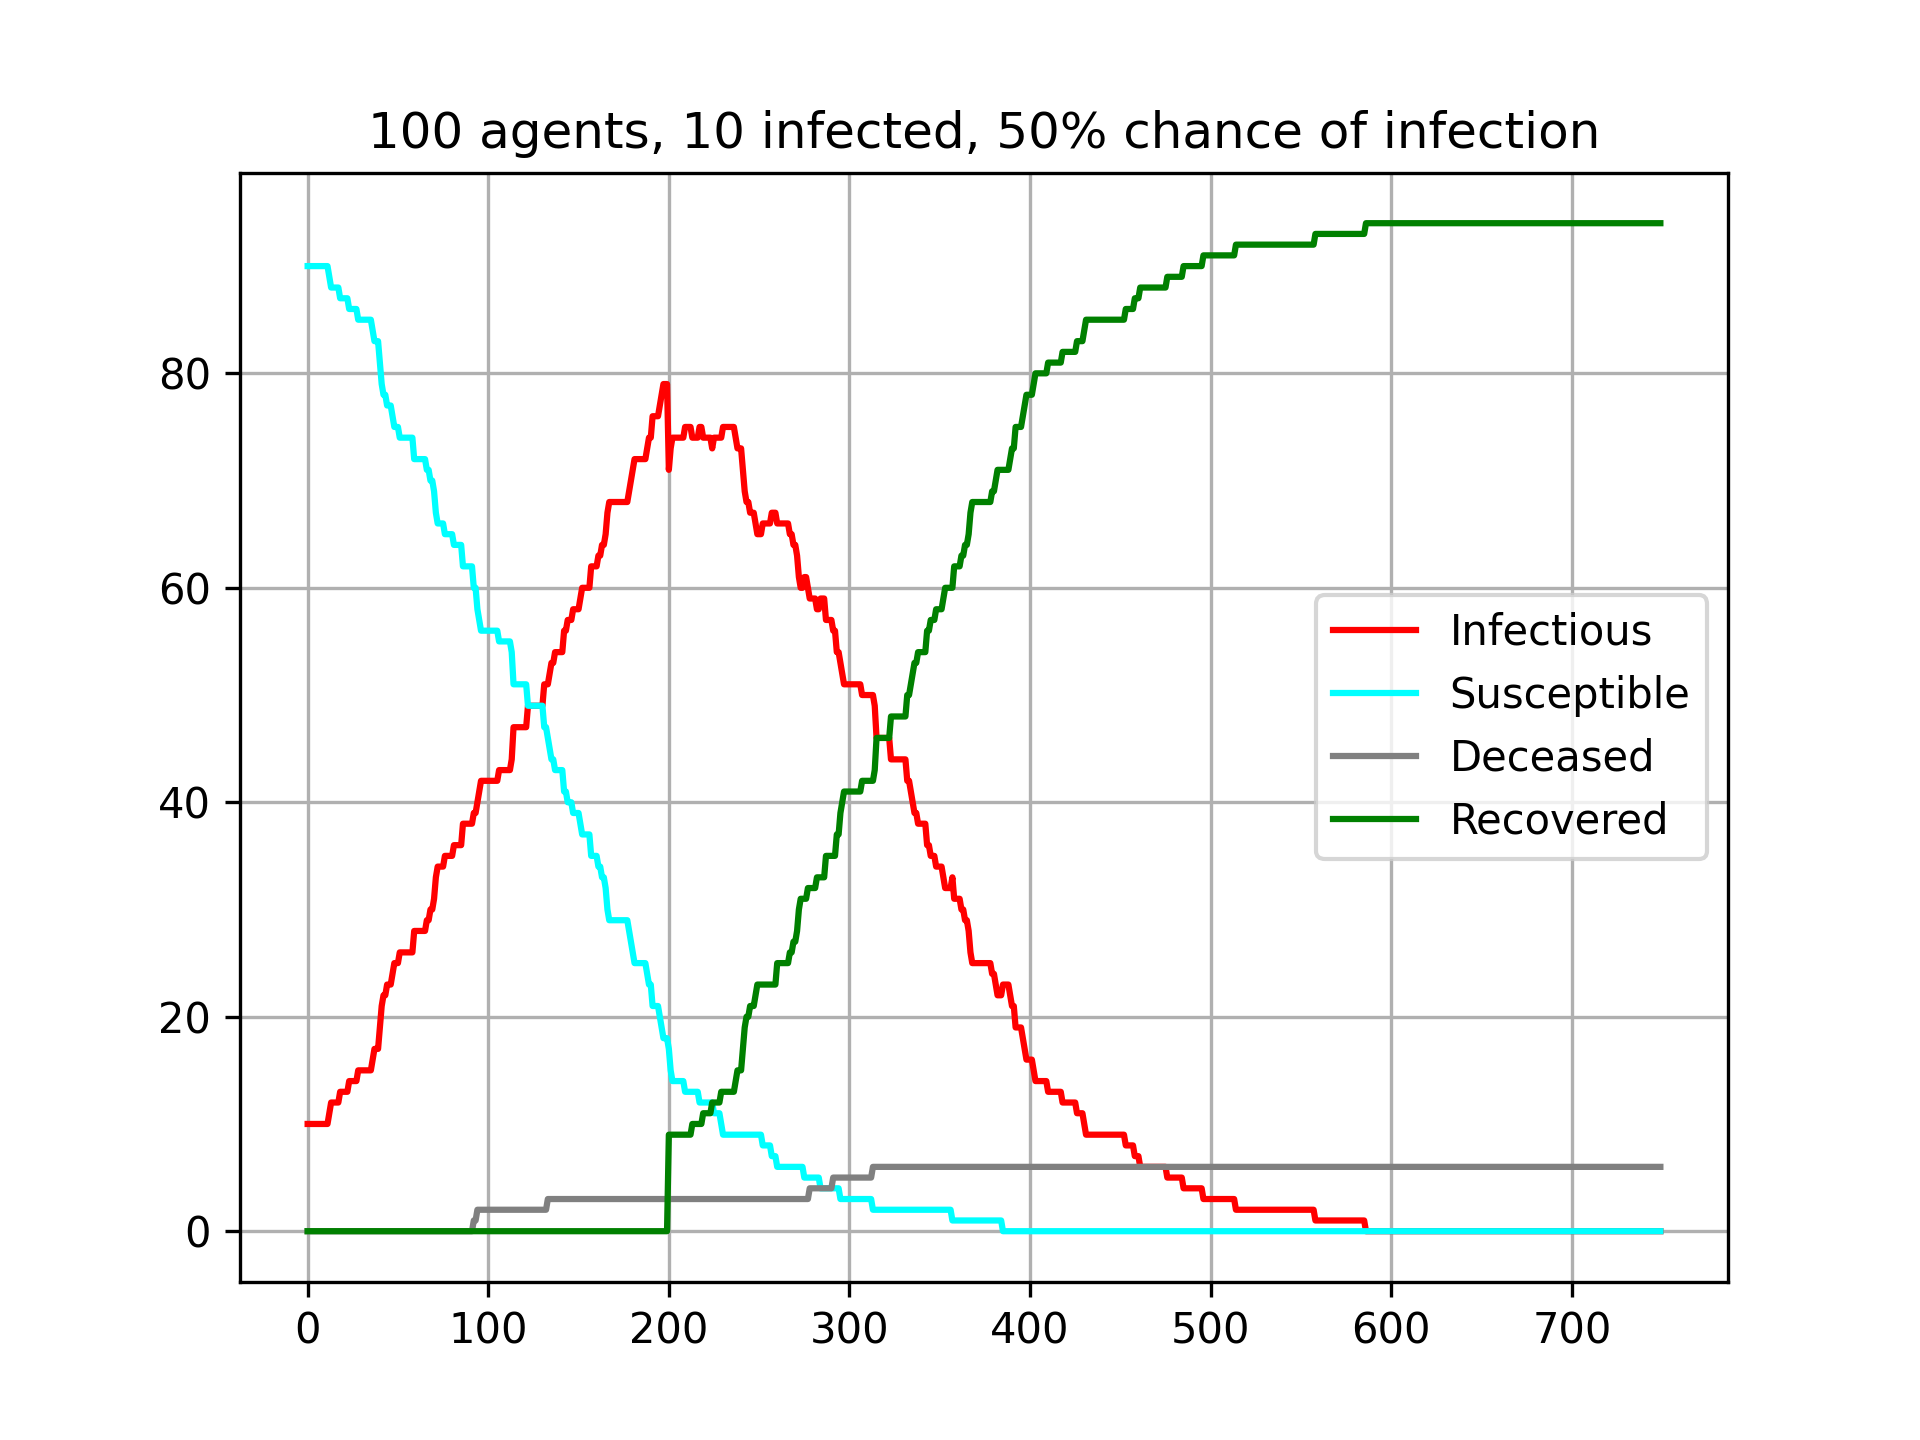 100 agents, 10 infected, 50% chance of infection
80
60
40
20
0
Infectious
Susceptible
Deceased
Recovered
0 100 200 300 400 500 600 700